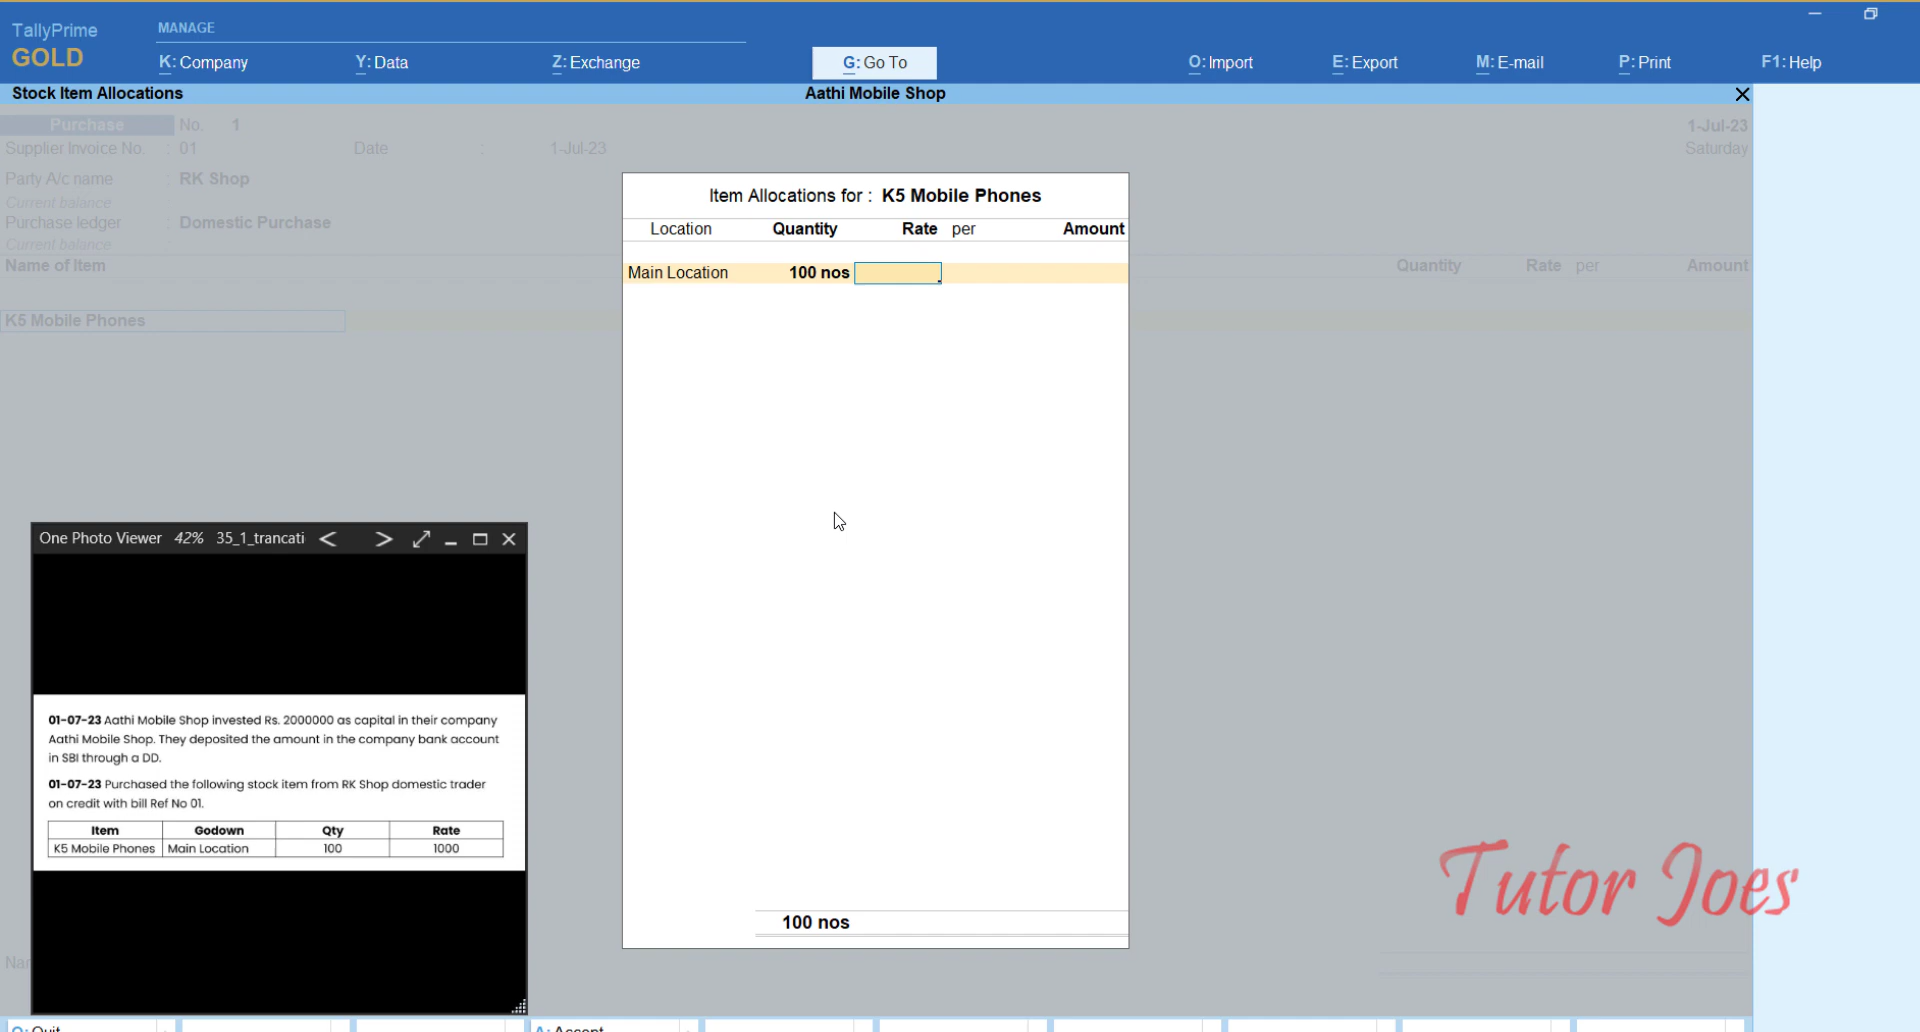 TallyPrime
GOLD
MANAGE
K: Company
Y: Data
Z: Exchange
G: Go To
O: Import
E: Export
M: E-mail
P: Print
F1: Help
Stock Item Allocations
Aathi Mobile Shop
Purchase No. 1
1-Jul-23
Supplier Invoice No. : 01 Date : 1-Jul-23
Saturday
Party A/c name : RK Shop
Current balance :
Purchase ledger : Domestic Purchase
Current balance :
Name of Item
Quantity Rate per Amount
K5 Mobile Phones
Item Allocations for : K5 Mobile Phones
Location Quantity Rate per Amount
Main Location 100 nos
100 nos
One Photo Viewer 42% 35_1_trancati
01-07-23 Aathi Mobile Shop invested Rs. 2000000 as capital in their company
Aathi Mobile Shop. They deposited the amount in the company bank account
in SBI through a DD.
01-07-23 Purchased the following stock item from RK Shop domestic trader
on credit with bill Ref No 01.
Item Godown Qty Rate
K5 Mobile Phones Main Location 100 1000
Tutor Joes
Q: Quit
A: Accept